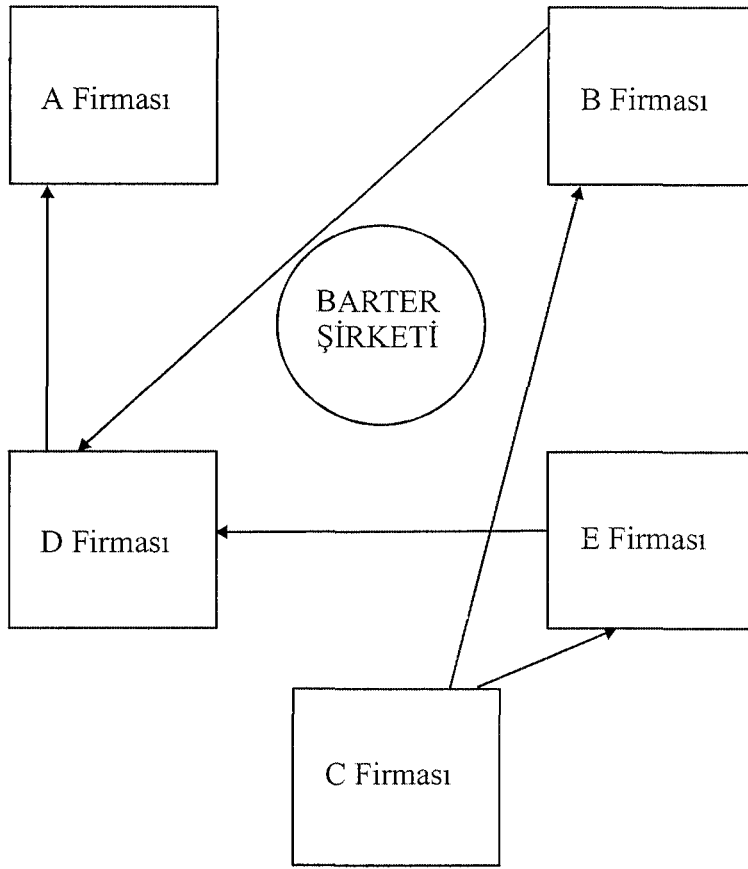 A Firması
B Firması
BARTER
ŞİRKETİ
D Firması
E Firması
C Firması